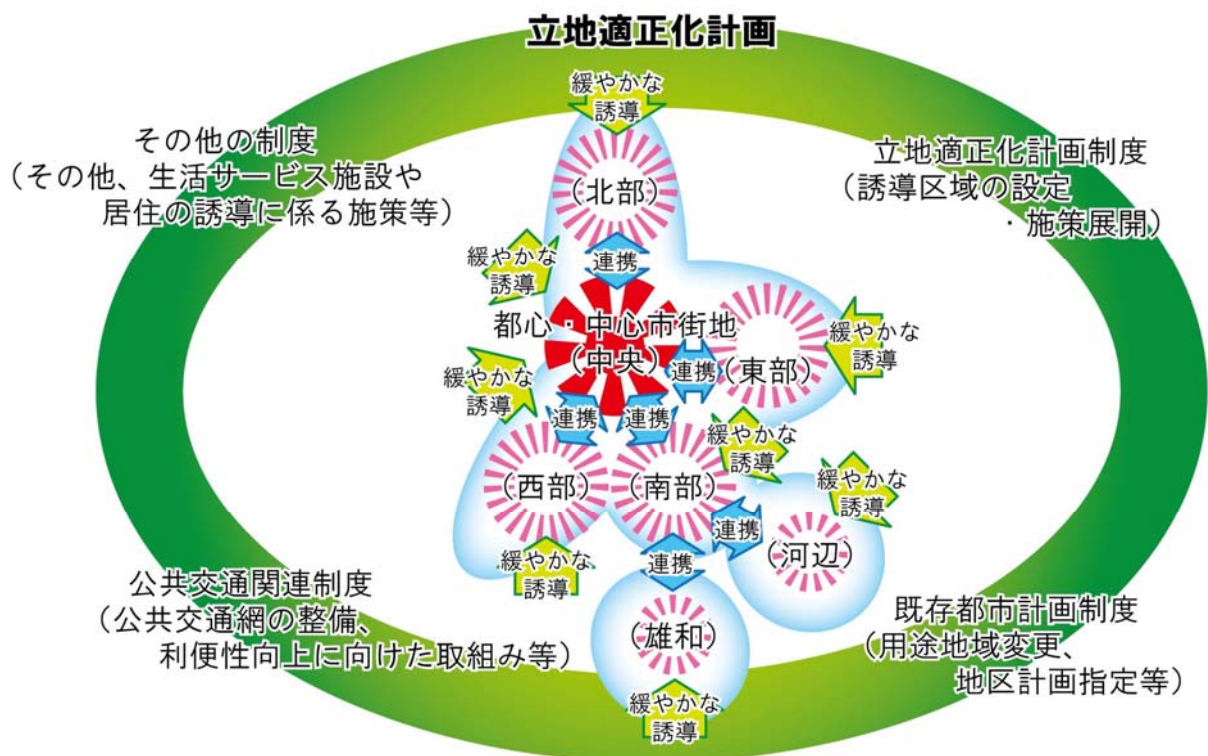 立地適正化計画
緩やかな
誘導
その他の制度
（その他、生活サービス施設や
居住の誘導に係る施策等）
立地適正化計画制度
（誘導区域の設定
・施策展開）
（北部）
緩やかな
誘導
連携
都心・中心市街地
（中央）
連携
（東部）
緩やかな
誘導
緩やかな
誘導
連携
連携
緩やかな
誘導
（西部）
（南部）
緩やかな
誘導
連携
（河辺）
緩やかな
誘導
連携
公共交通関連制度
（公共交通網の整備、
利便性向上に向けた取組み等）
（雄和）
既存都市計画制度
（用途地域変更、
地区計画指定等）
緩やかな
誘導